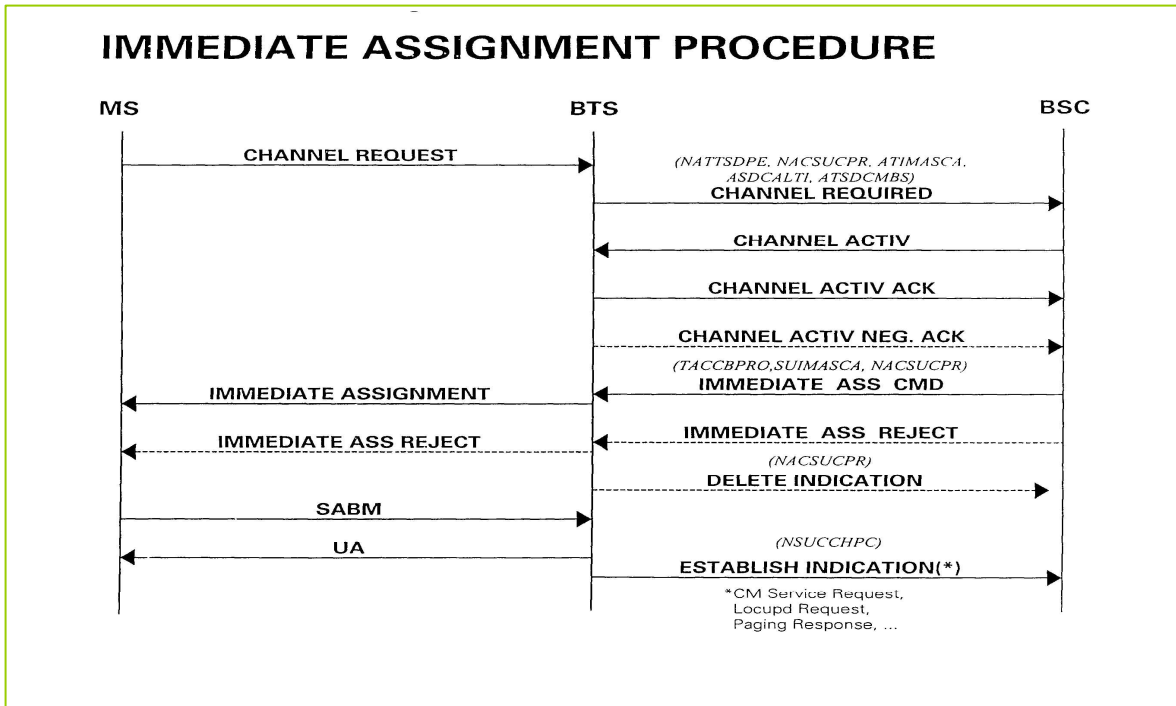 IMMEDIATE ASSIGNMENT PROCEDURE
MS
BTS
BSC
CHANNEL REQUEST
(NATTSDPE, NACSUCPR, ATIMASCA,
ASDCALTI, ATSDCMBS)
CHANNEL REQUIRED
CHANNEL ACTIV
CHANNEL ACTIV ACK
CHANNEL ACTIV NEG. ACK
(TACCBPRO,SUIMASCA, NACSUCPR)
IMMEDIATE ASS CMD
IMMEDIATE ASSIGNMENT
IMMEDIATE ASS REJECT
IMMEDIATE ASS REJECT
(NACSUCPR)
DELETE INDICATION
SABM
UA
(NSUCCHPC)
ESTABLISH INDICATION(*)
*CM Service Request,
Locupd Request,
Paging Response, ...